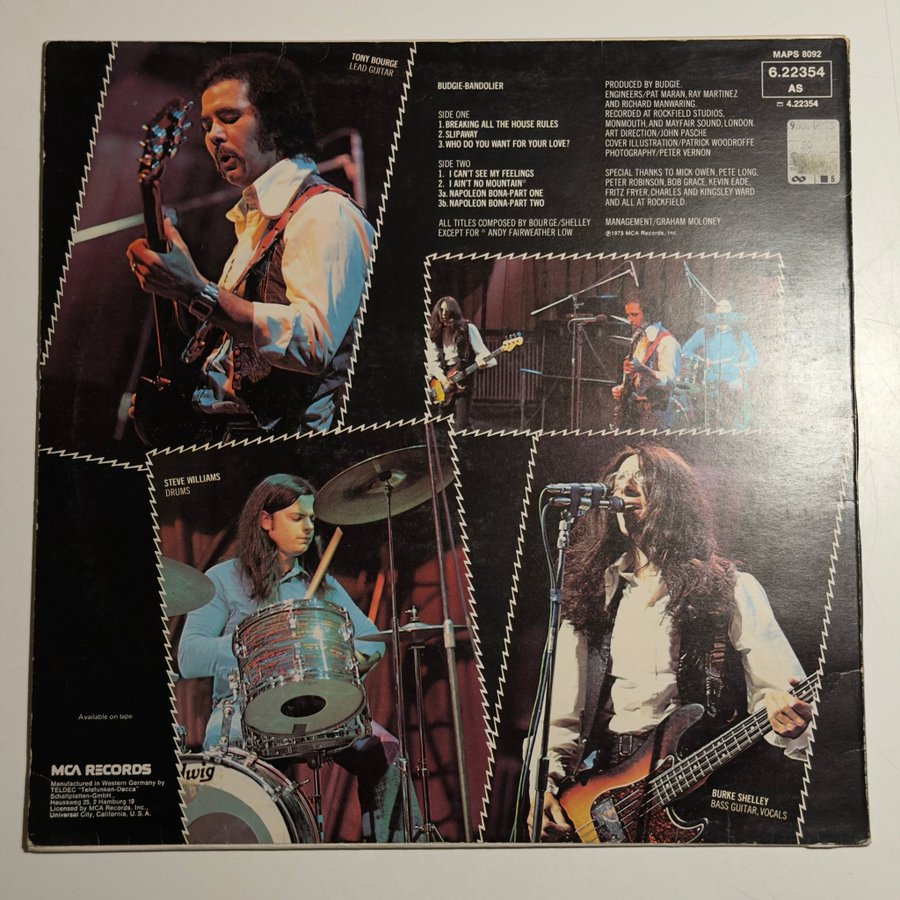 TONY BOURGE
LEAD GUITAR
BUDGIE-BANDOLIER
SIDE ONE
1. BREAKING ALL THE HOUSE RULES
2. SLIPAWAY
3. WHO DO YOU WANT FOR YOUR LOVE?
SIDE TWO
1. I CAN'T SEE MY FEELINGS
2. I AIN'T NO MOUNTAIN*
3a. NAPOLEON BONA-PART ONE
3b. NAPOLEON BONA-PART TWO
ALL TITLES COMPOSED BY BOURGE/SHELLEY
EXCEPT FOR * ANDY FAIRWEATHER LOW
PRODUCED BY BUDGIE.
ENGINEERS/PAT MARAN, RAY MARTINEZ
AND RICHARD MANWARING.
RECORDED AT ROCKFIELD STUDIOS,
MONMOUTH, AND MAYFAIR SOUND, LONDON.
ART DIRECTION/JOHN PASCHE
COVER ILLUSTRATION/PATRICK WOODROFFE
PHOTOGRAPHY/PETER VERNON
SPECIAL THANKS TO MICK OWEN, PETE LONG,
PETER ROBINSON, BOB GRACE, KEVIN EADE,
FRITZ FRYER, CHARLES AND KINGSLEY WARD
AND ALL AT ROCKFIELD.
MANAGEMENT/GRAHAM MOLONEY
℗1975 MCA Records, Inc.
MAPS 8092
6.22354
AS
4.22354
5
STEVE WILLIAMS
DRUMS
wig
BURKE SHELLEY
BASS GUITAR, VOCALS
Available on tape
MCA RECORDS
Manufactured in Western Germany by
TELDEC "Telefunken-Decca"
Schallplatten-GmbH.,
Heussweg 25, 2 Hamburg 19
Licensed by MCA Records, Inc.,
Universal City, California, U.S.A.